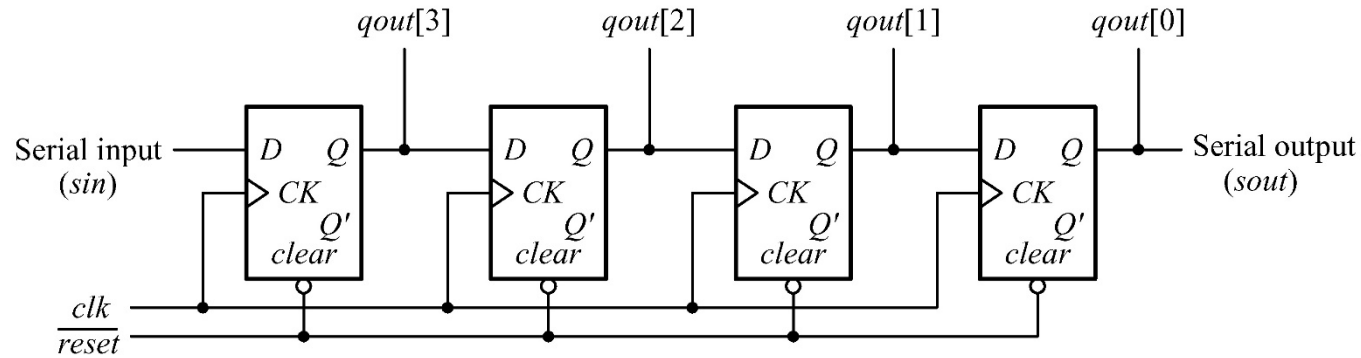 qout[3] qout[2] qout[1] qout[0]
Serial input
(sin)
D Q
CK
Q'
clear
D Q
CK
Q'
clear
D Q
CK
Q'
clear
D Q
CK
Q'
clear
Serial output
(sout)
clk
reset